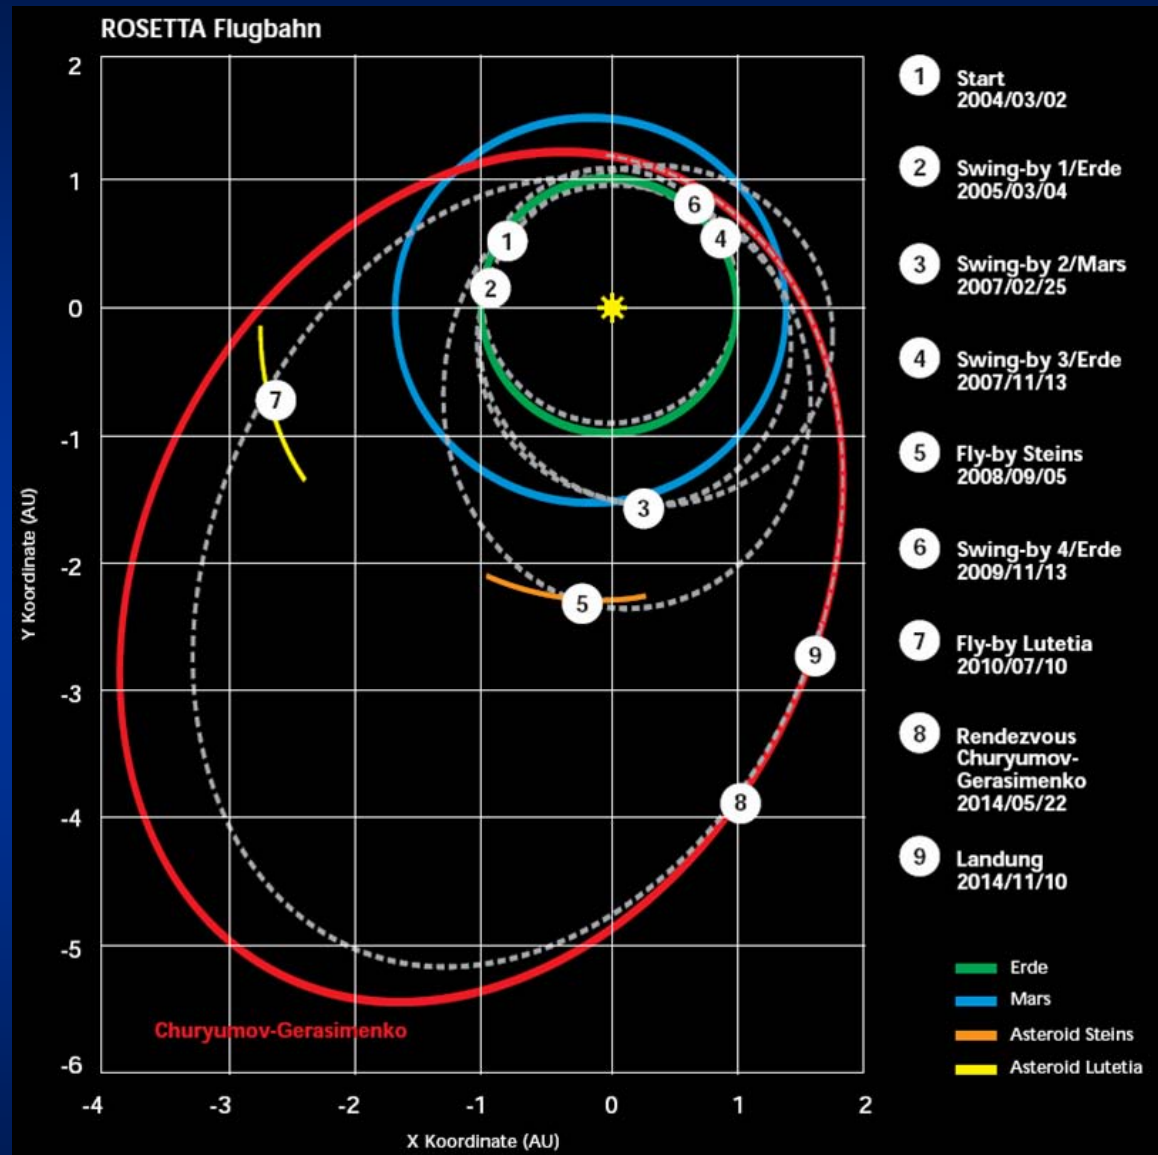 ROSETTA Flugbahn
2
1
0
-1
-2
-3
-4
-5
-6
-4
-3
-2
-1
0
1
2
Y Koordinate (AU)
X Koordinate (AU)
1
2
3
4
5
6
7
8
9
Churyumov-Gerasimenko
1 Start
2004/03/02
2 Swing-by 1/Erde
2005/03/04
3 Swing-by 2/Mars
2007/02/25
4 Swing-by 3/Erde
2007/11/13
5 Fly-by Steins
2008/09/05
6 Swing-by 4/Erde
2009/11/13
7 Fly-by Lutetia
2010/07/10
8 Rendezvous
Churyumov-
Gerasimenko
2014/05/22
9 Landung
2014/11/10
Erde
Mars
Asteroid Steins
Asteroid Lutetia